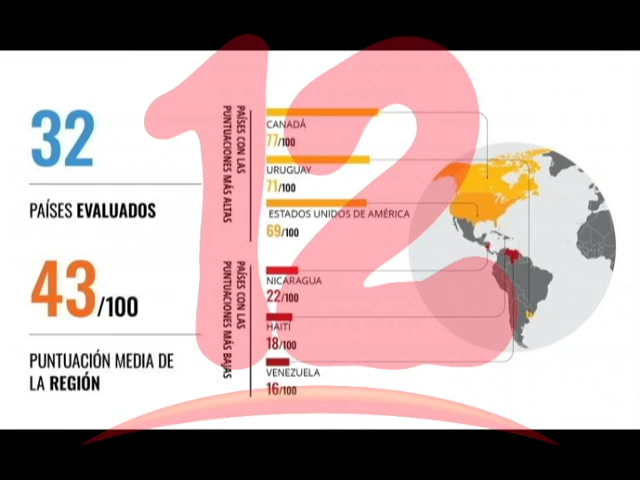 32
PAÍSES EVALUADOS
43/100
PUNTUACIÓN MEDIA DE
LA REGIÓN
PAÍSES CON LAS
PUNTUACIONES MÁS ALTAS
CANADÁ
77/100
URUGUAY
71/100
ESTADOS UNIDOS DE AMÉRICA
69/100
PAÍSES CON LAS
PUNTUACIONES MÁS BAJAS
NICARAGUA
22/100
HAITÍ
18/100
VENEZUELA
16/100
12